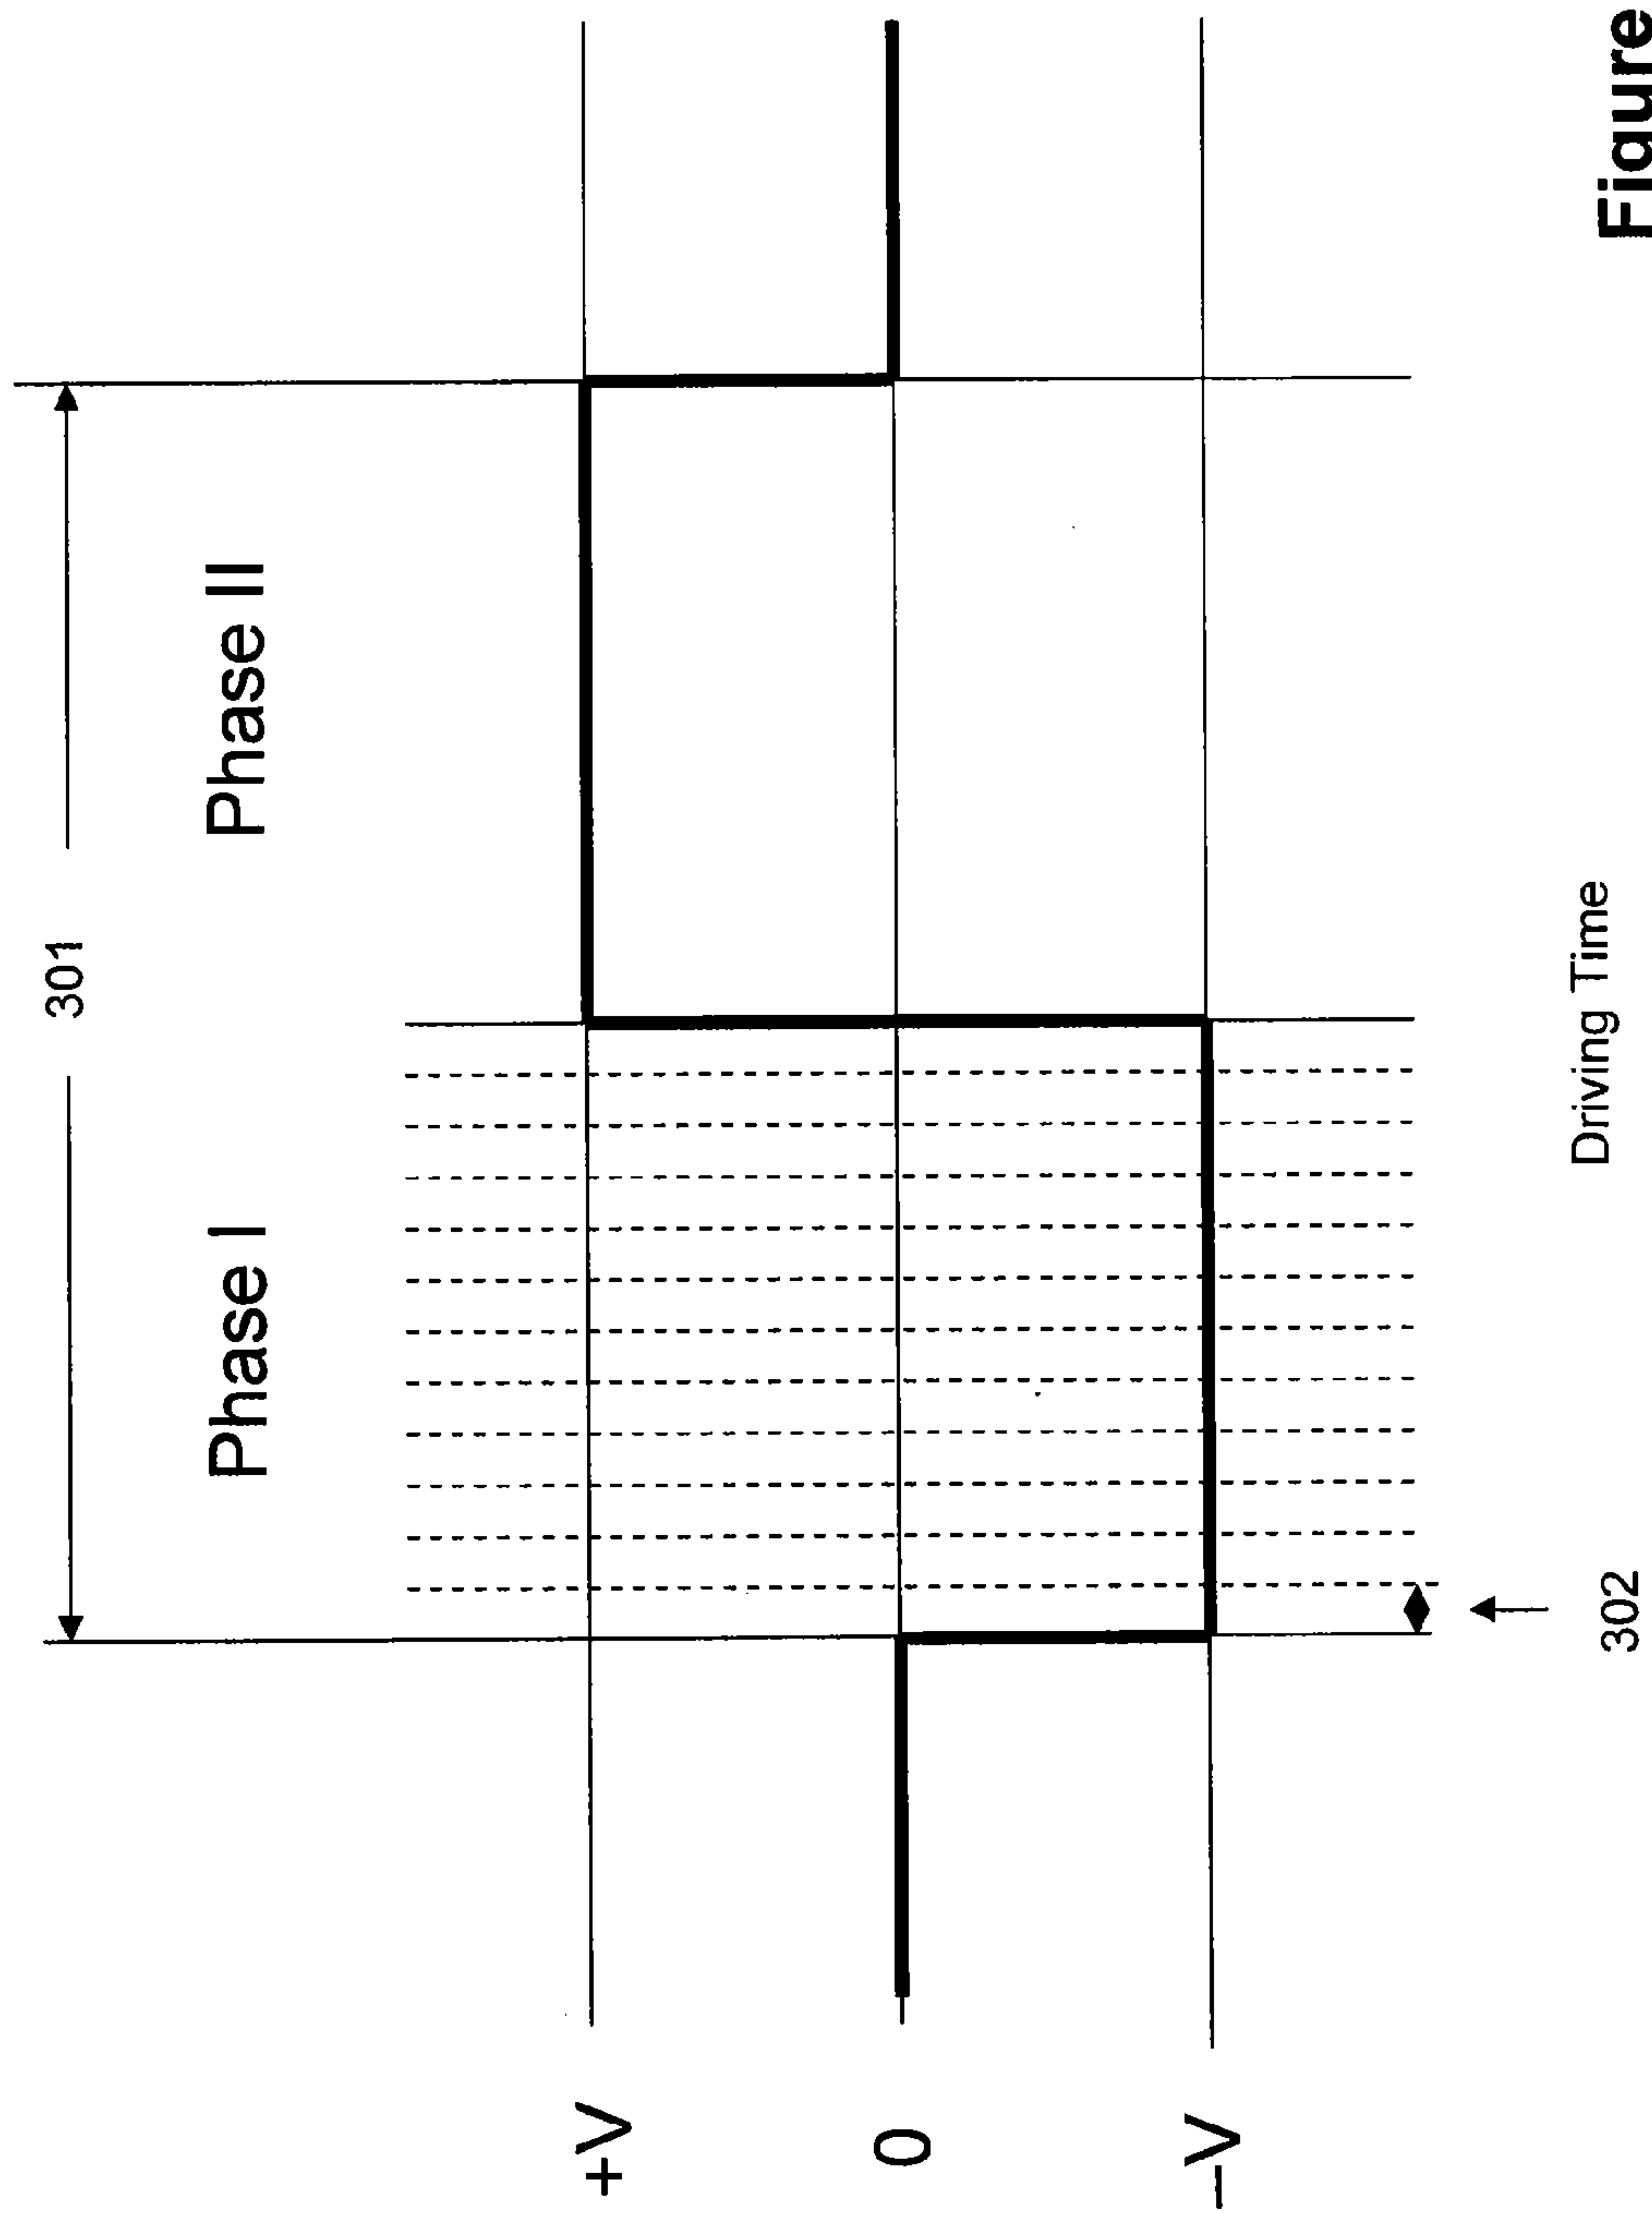 301
Phase I
Phase II
+V
0
–V
Driving Time
302
Figure